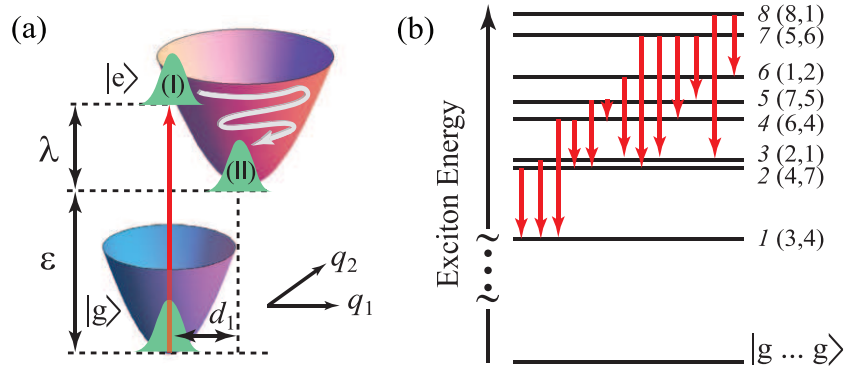 (a)
|e⟩
(I)
(II)
λ
ε
|g⟩
d₁
q₂
q₁
(b)
Exciton Energy
8 (8,1)
7 (5,6)
6 (1,2)
5 (7,5)
4 (6,4)
3 (2,1)
2 (4,7)
1 (3,4)
|g ... g⟩